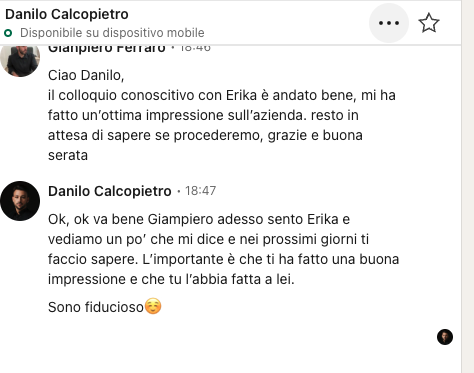 Danilo Calcopietro
Disponibile su dispositivo mobile
Gianpiero Ferraro • 18:46
Ciao Danilo,
il colloquio conoscitivo con Erika è andato bene, mi ha
fatto un'ottima impressione sull'azienda. resto in
attesa di sapere se procederemo, grazie e buona
serata
Danilo Calcopietro • 18:47
Ok, ok va bene Giampiero adesso sento Erika e
vediamo un po' che mi dice e nei prossimi giorni ti
faccio sapere. L'importante è che ti ha fatto una buona
impressione e che tu l'abbia fatta a lei.
Sono fiducioso☺️